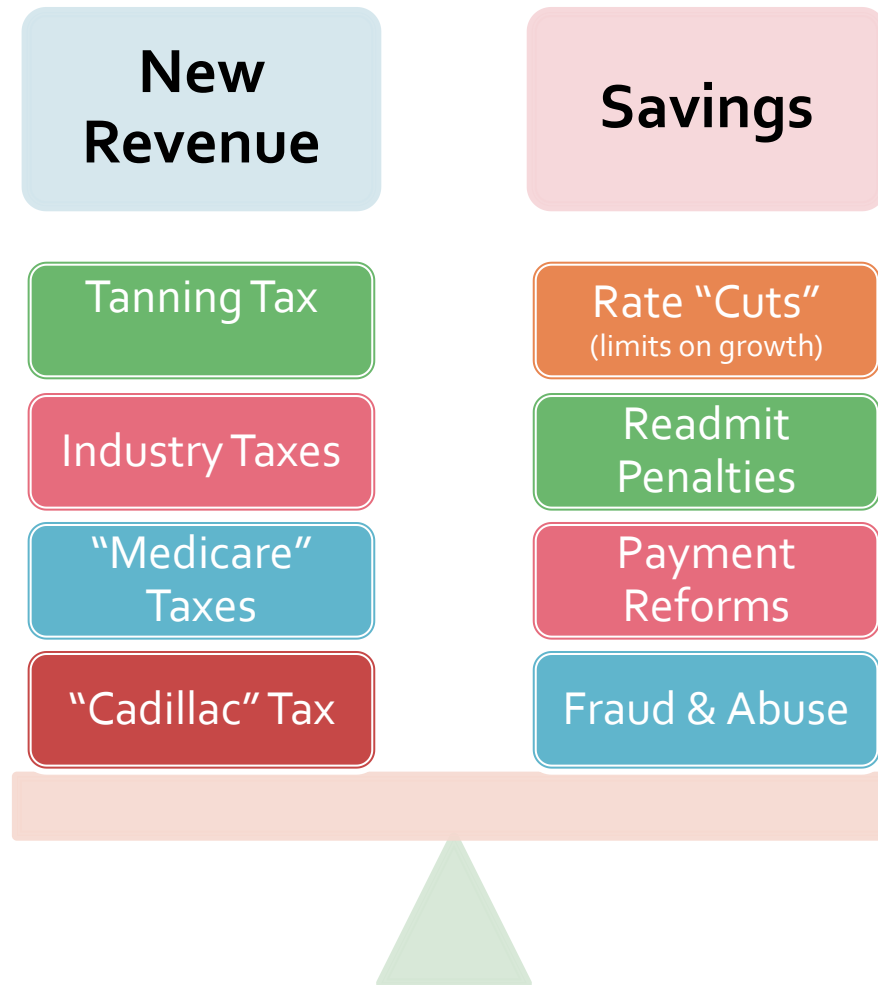 New
Revenue
Savings
Tanning Tax
Industry Taxes
“Medicare”
Taxes
“Cadillac” Tax
Rate “Cuts”
(limits on growth)
Readmit
Penalties
Payment
Reforms
Fraud & Abuse